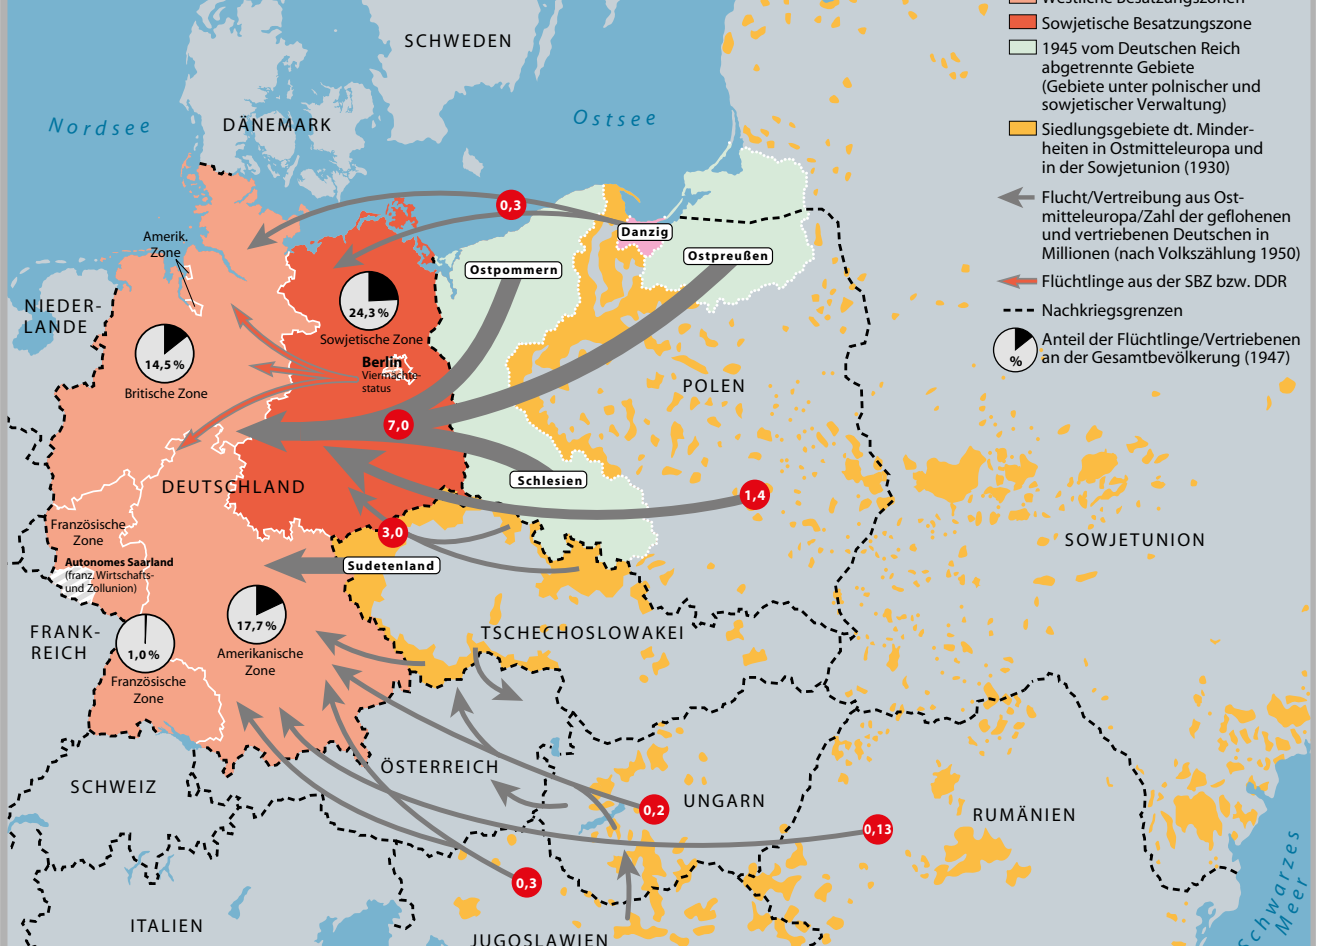 Westliche Besatzungszonen
Sowjetische Besatzungszone
1945 vom Deutschen Reich
abgetrennte Gebiete
(Gebiete unter polnischer und
sowjetischer Verwaltung)
Siedlungsgebiete dt. Minder-
heiten in Ostmitteleuropa und
in der Sowjetunion (1930)
Flucht/Vertreibung aus Ost-
mitteleuropa/Zahl der geflohenen
und vertriebenen Deutschen in
Millionen (nach Volkszählung 1950)
Flüchtlinge aus der SBZ bzw. DDR
Nachkriegsgrenzen
%
Anteil der Flüchtlinge/Vertriebenen
an der Gesamtbevölkerung (1947)
SCHWEDEN
Nordsee
DÄNEMARK
Ostsee
0,3
Danzig
Amerik.
Zone
Ostpreußen
Ostpommern
NIEDER-
LANDE
24,3 %
Sowjetische Zone
14,5 %
Britische Zone
Berlin
Viermächte-
status
POLEN
7,0
Schlesien
DEUTSCHLAND
1,4
Französische
Zone
3,0
SOWJETUNION
Autonomes Saarland
(franz. Wirtschafts-
und Zollunion)
Sudetenland
17,7 %
Amerikanische
Zone
FRANK-
REICH
1,0 %
Französische
Zone
TSCHECHOSLOWAKEI
ÖSTERREICH
SCHWEIZ
0,2
UNGARN
RUMÄNIEN
0,13
0,3
Schwarzes
Meer
ITALIEN
JUGOSLAWIEN